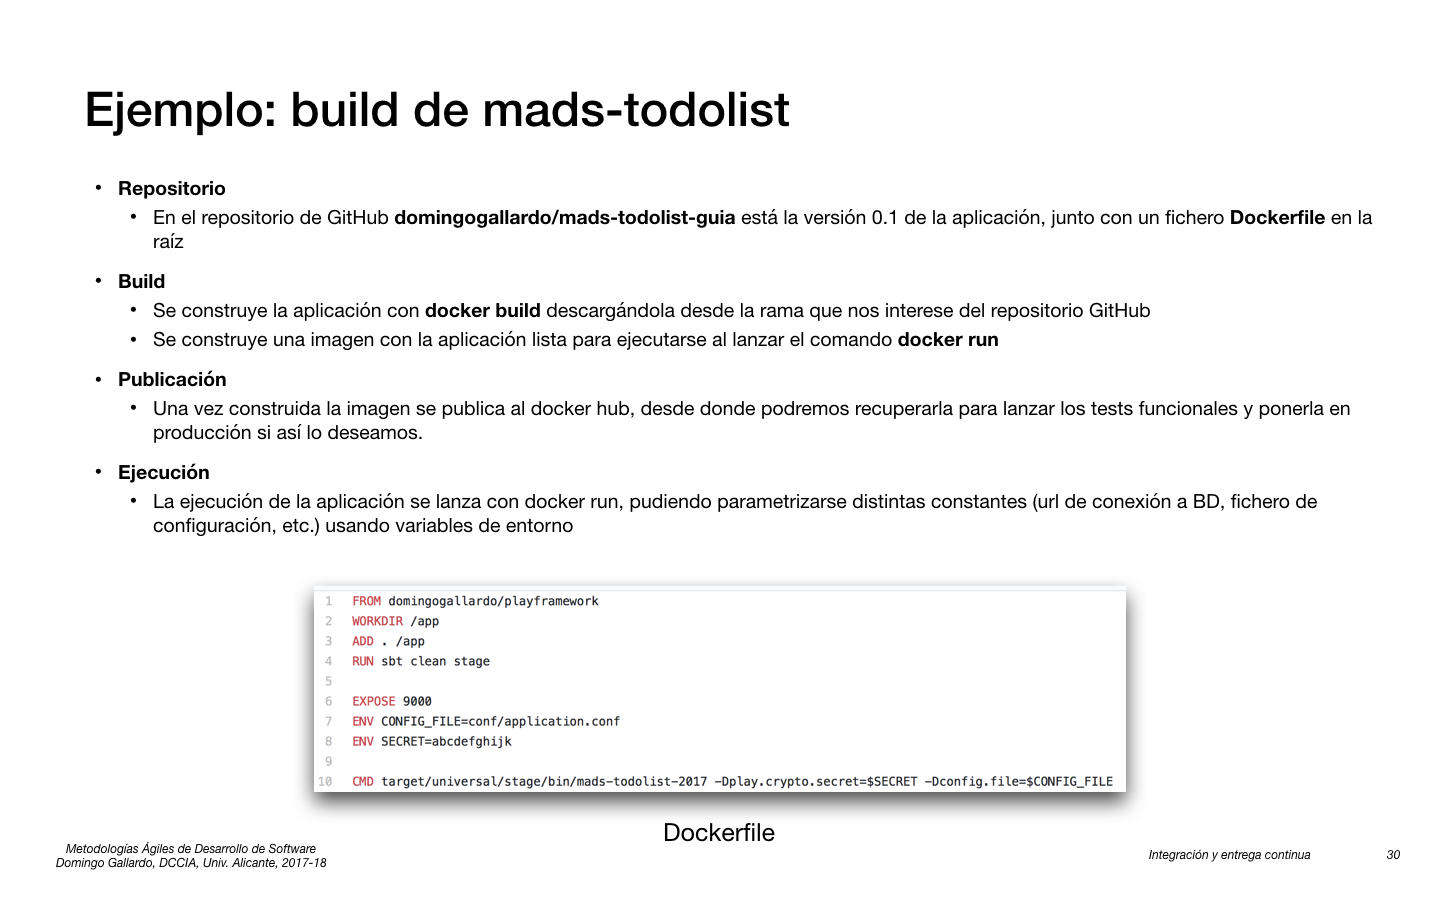 Ejemplo: build de mads-todolist
• Repositorio
• En el repositorio de GitHub domingogallardo/mads-todolist-guia está la versión 0.1 de la aplicación, junto con un fichero Dockerfile en la
raíz
• Build
• Se construye la aplicación con docker build descargándola desde la rama que nos interese del repositorio GitHub
• Se construye una imagen con la aplicación lista para ejecutarse al lanzar el comando docker run
• Publicación
• Una vez construida la imagen se publica al docker hub, desde donde podremos recuperarla para lanzar los tests funcionales y ponerla en
producción si así lo deseamos.
• Ejecución
• La ejecución de la aplicación se lanza con docker run, pudiendo parametrizarse distintas constantes (url de conexión a BD, fichero de
configuración, etc.) usando variables de entorno
1 FROM domingogallardo/playframework
2 WORKDIR /app
3 ADD . /app
4 RUN sbt clean stage
5
6 EXPOSE 9000
7 ENV CONFIG_FILE=conf/application.conf
8 ENV SECRET=abcdefghijk
9
10 CMD target/universal/stage/bin/mads-todolist-2017 -Dplay.crypto.secret=$SECRET -Dconfig.file=$CONFIG_FILE
Dockerfile
Metodologías Ágiles de Desarrollo de Software
Domingo Gallardo, DCCIA, Univ. Alicante, 2017-18
Integración y entrega continua 30